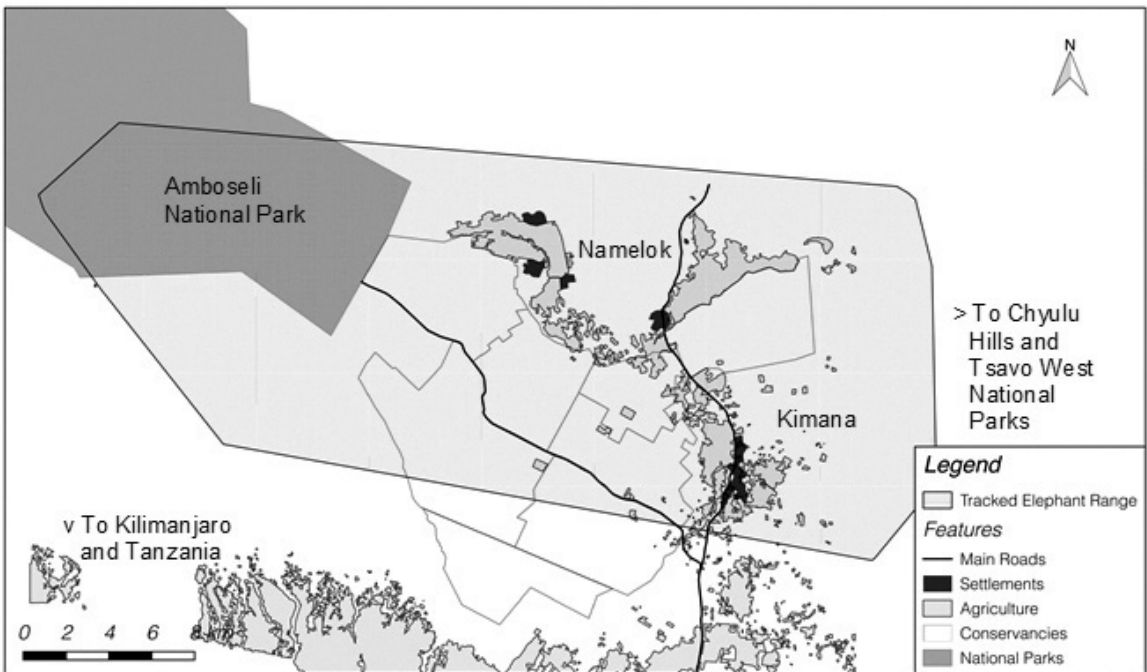 N
Amboseli
National Park
Namelok
> To Chyulu
Hills and
Tsavo West
National
Parks
Kimana
v To Kilimanjaro
and Tanzania
0 2 4 6 8 km
Legend
Tracked Elephant Range
Features
Main Roads
Settlements
Agriculture
Conservancies
National Parks